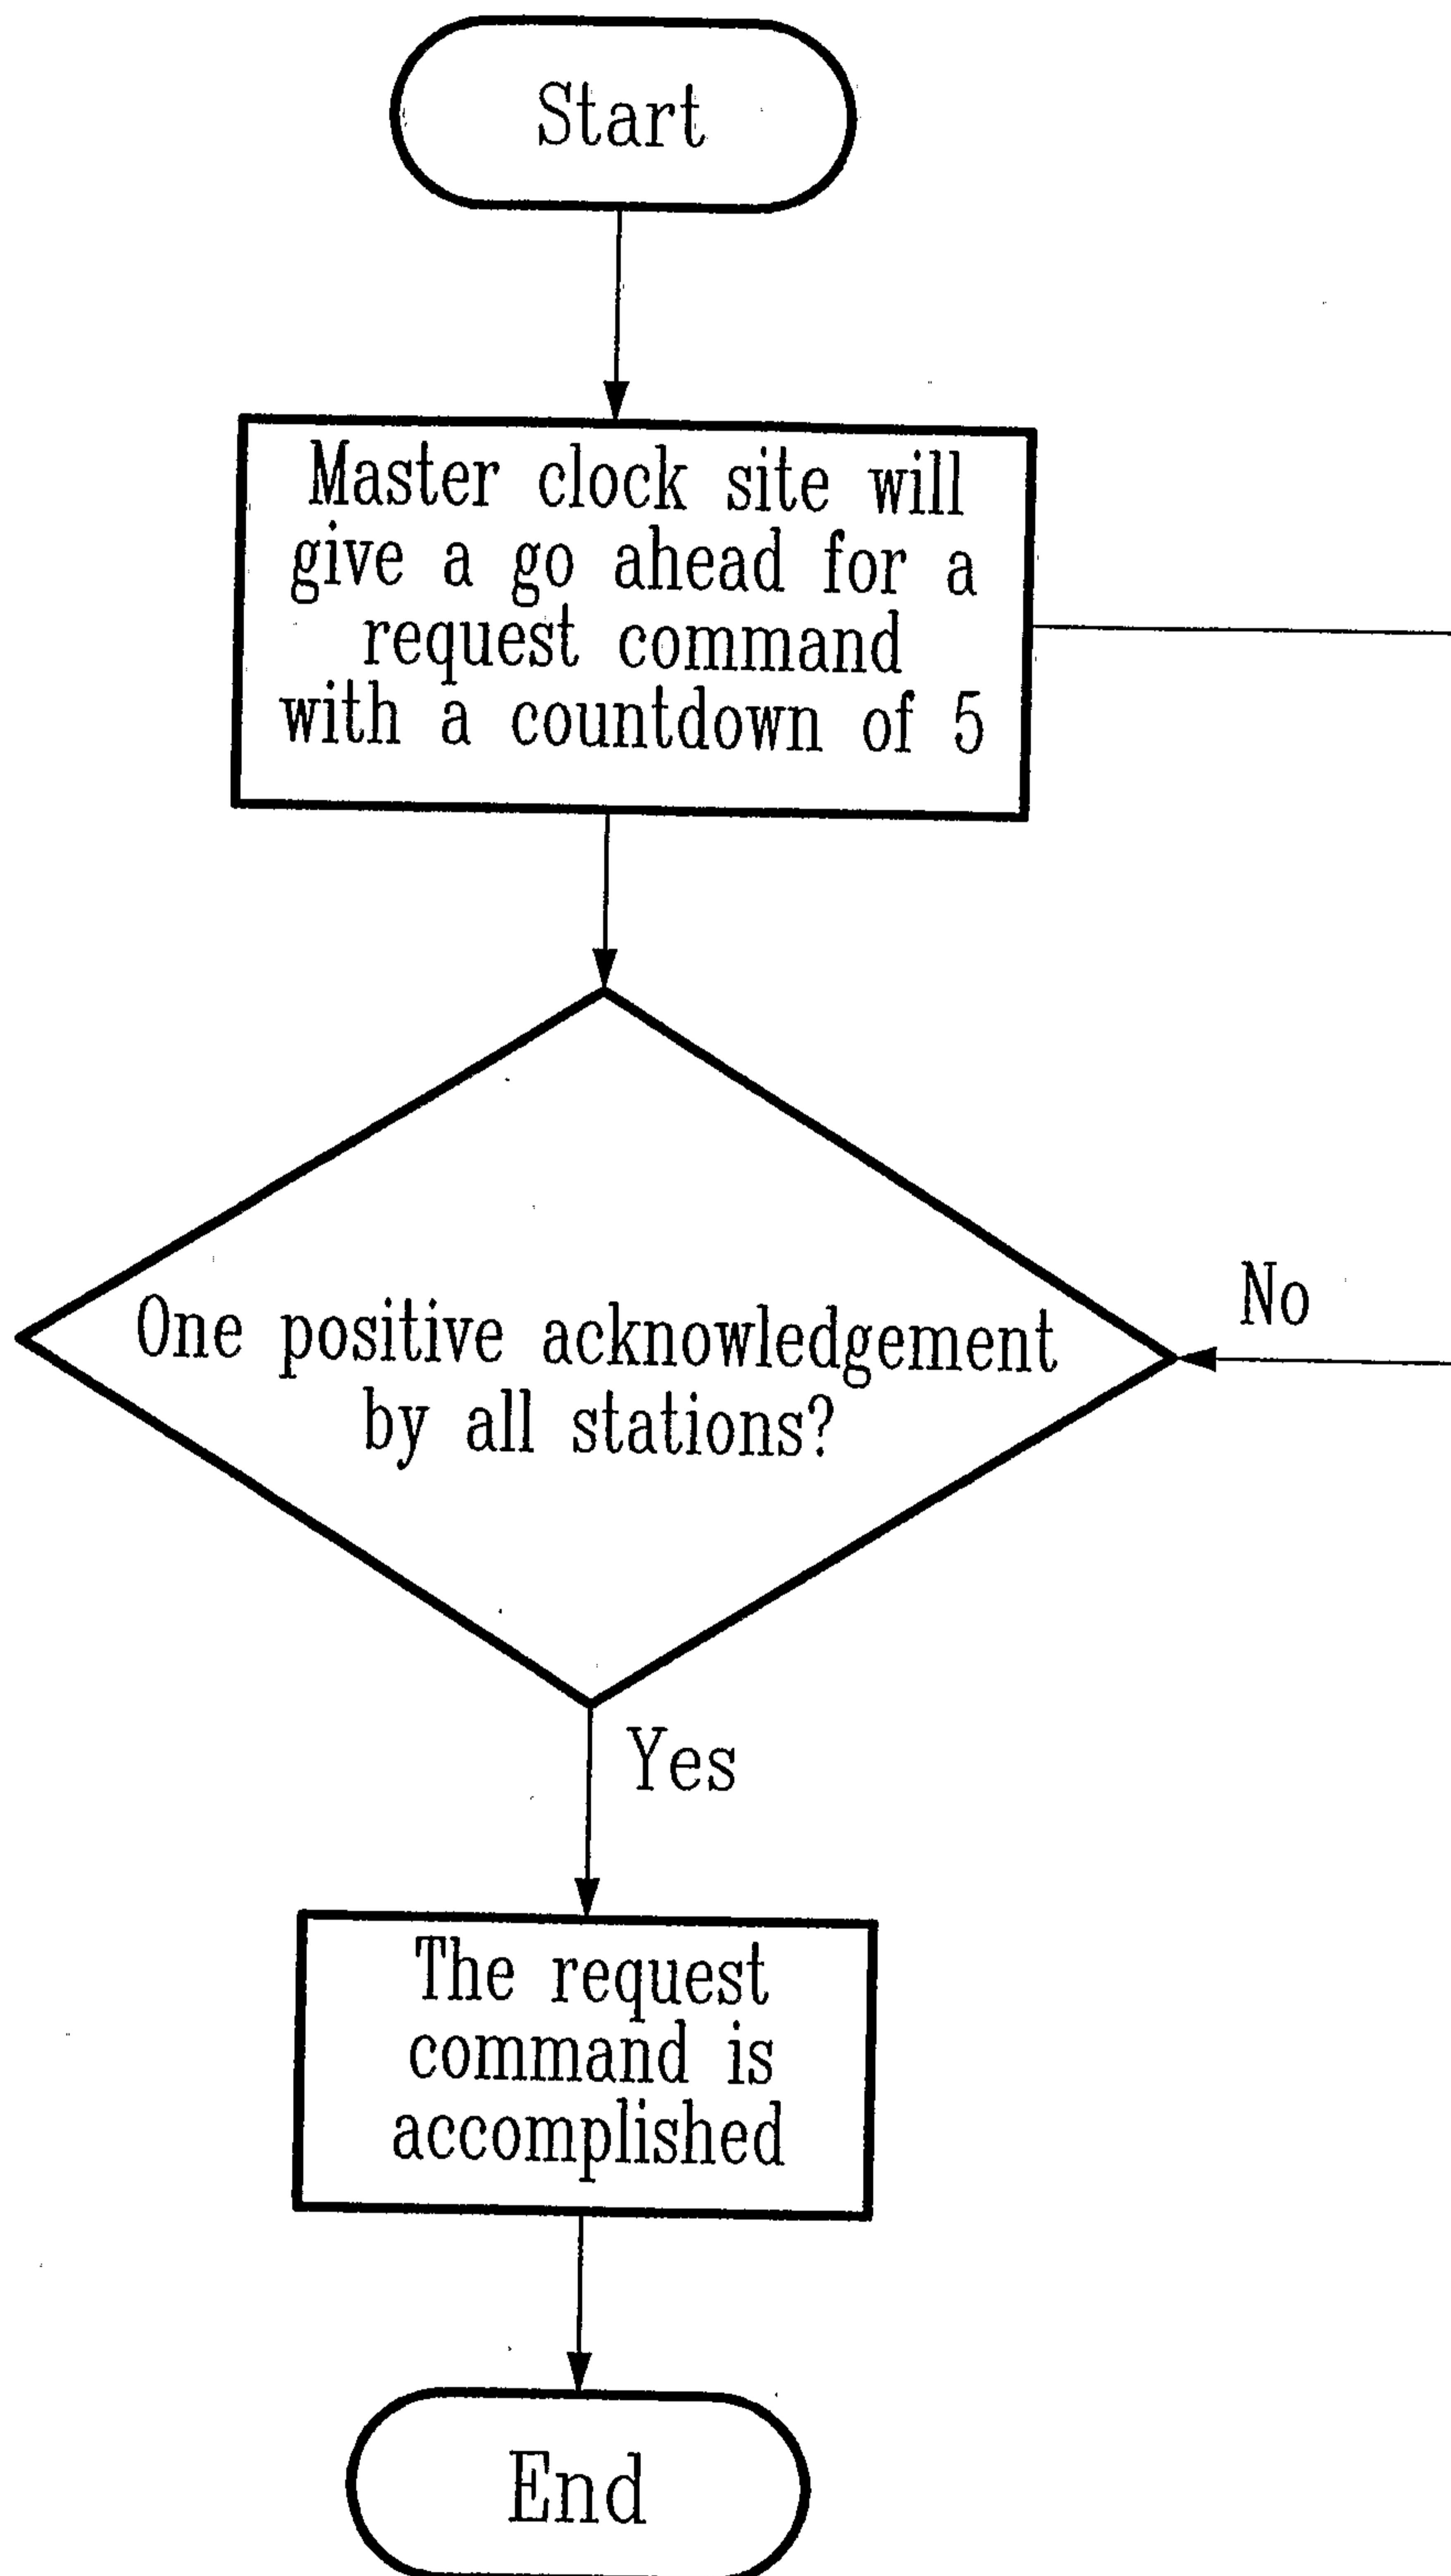 Start
Master clock site will
give a go ahead for a
request command
with a countdown of 5
One positive acknowledgement
by all stations?
No
Yes
The request
command is
accomplished
End